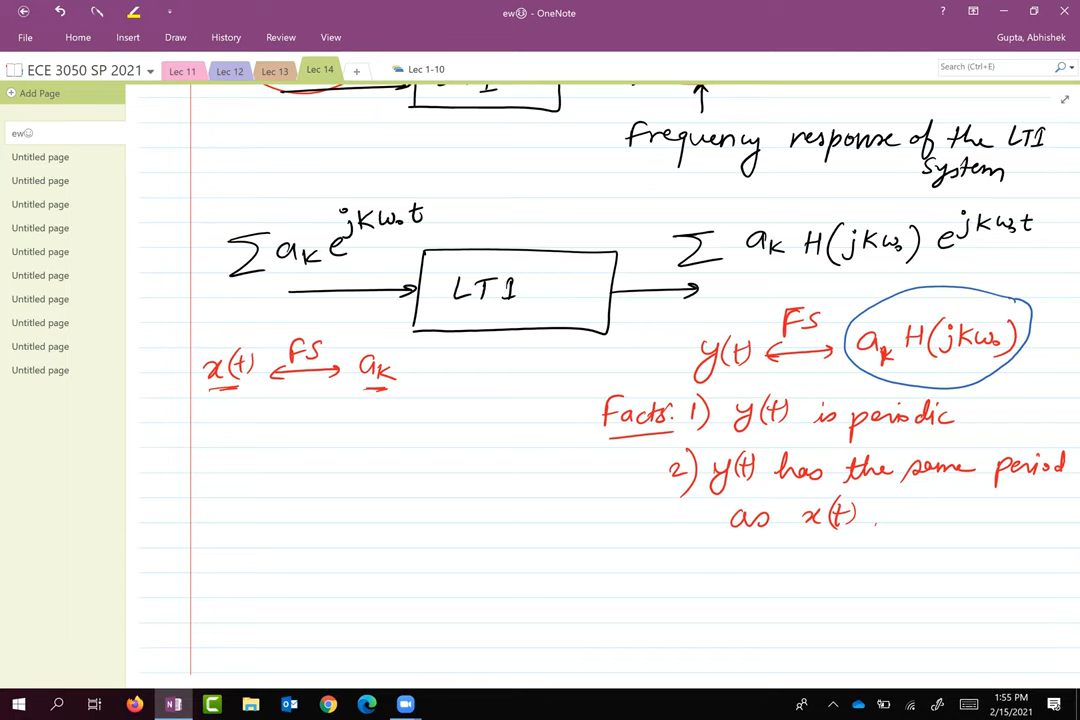 ew☺ - OneNote
File Home Insert Draw History Review View
Gupta, Abhishek
ECE 3050 SP 2021 Lec 11 Lec 12 Lec 13 Lec 14 Lec 1-10
Search (Ctrl+E)
Add Page
ew☺
Untitled page
Untitled page
Untitled page
Untitled page
Untitled page
Untitled page
Untitled page
Untitled page
Untitled page
Untitled page
frequency response of the LTI
system
∑ aₖ e^{jkω₀t}
LTI
∑ aₖ H(jkω₀) e^{jkω₀t}
x(t) ⟷ FS aₖ
y(t) ⟷ FS aₖ H(jkω₀)
Facts: 1) y(t) is periodic
2) y(t) has the same period
as x(t).
1:55 PM
2/15/2021